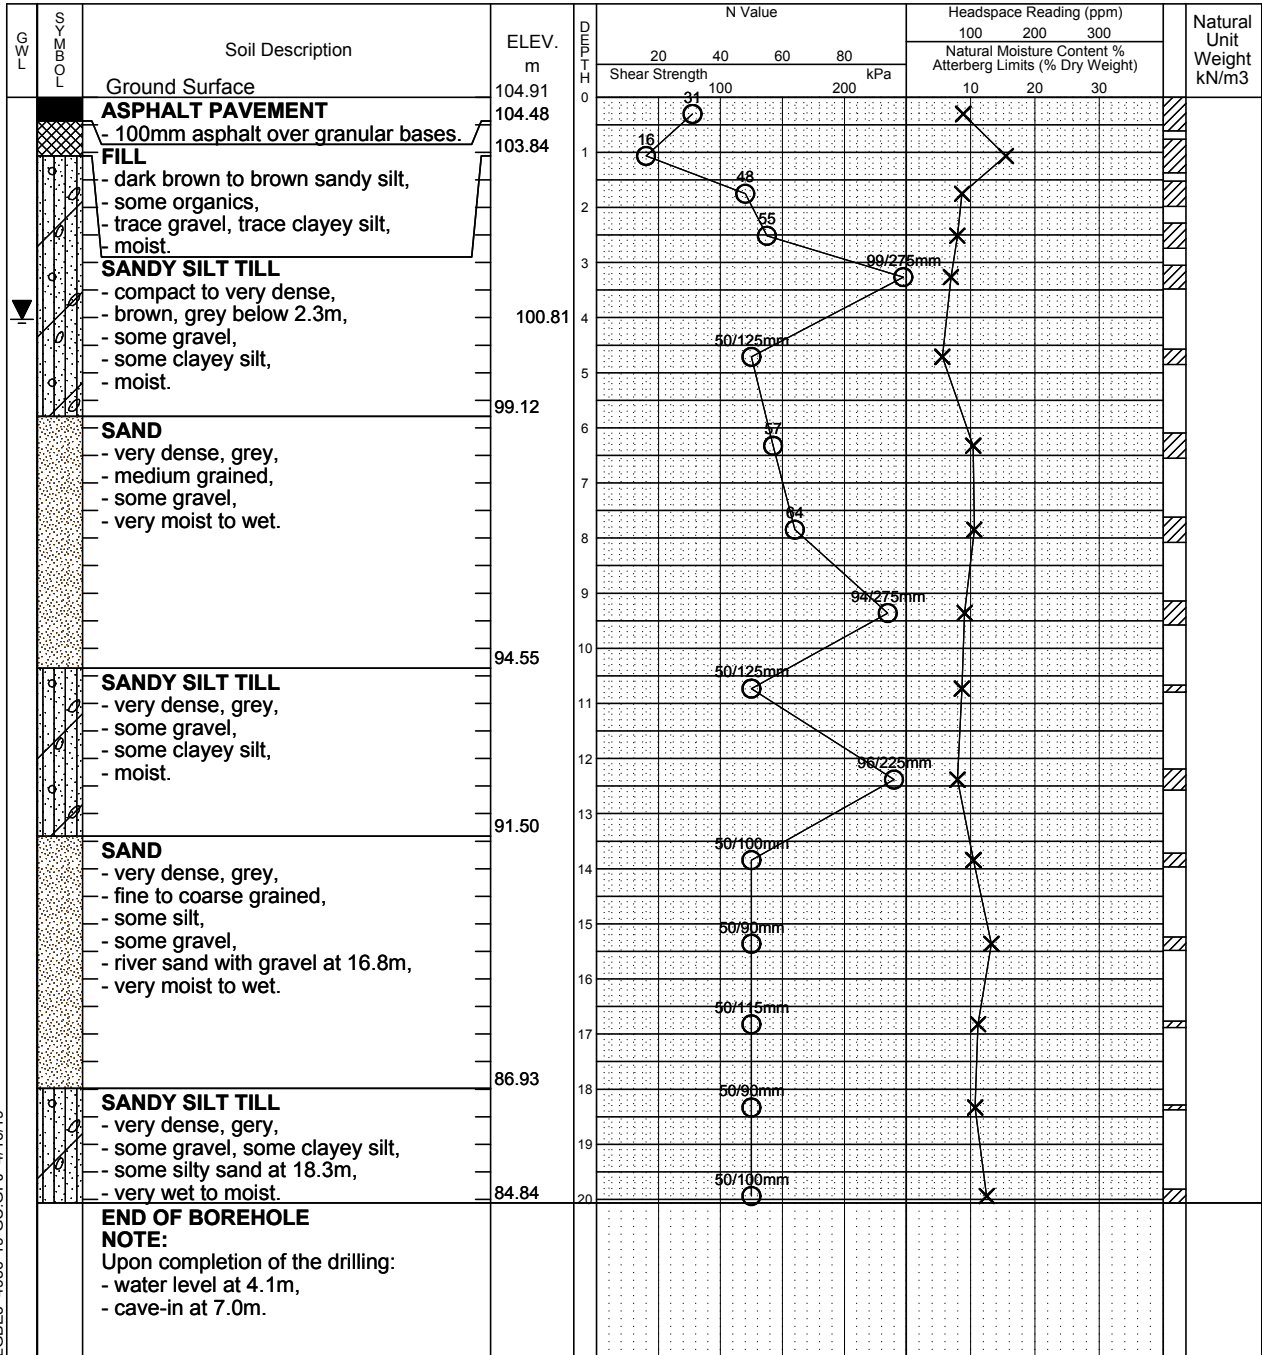 GWL
SYMBOL
Soil Description
Ground Surface
ELEV.
m
104.91
DEPTH
N Value
20 40 60 80
Shear Strength kPa
100 200
Headspace Reading (ppm)
100 200 300
Natural Moisture Content %
Atterberg Limits (% Dry Weight)
10 20 30
Natural
Unit
Weight
kN/m3
0
ASPHALT PAVEMENT
104.48
- 100mm asphalt over granular bases.
103.84
FILL
- dark brown to brown sandy silt,
- some organics,
- trace gravel, trace clayey silt,
- moist.
SANDY SILT TILL
- compact to very dense,
- brown, grey below 2.3m,
100.81
- some gravel,
- some clayey silt,
- moist.
99.12
SAND
- very dense, grey,
- medium grained,
- some gravel,
- very moist to wet.
94.55
SANDY SILT TILL
- very dense, grey,
- some gravel,
- some clayey silt,
- moist.
91.50
SAND
- very dense, grey,
- fine to coarse grained,
- some silt,
- some gravel,
- river sand with gravel at 16.8m,
- very moist to wet.
86.93
SANDY SILT TILL
- very dense, gery,
- some gravel, some clayey silt,
- some silty sand at 18.3m,
- very wet to moist.
84.84
END OF BOREHOLE
NOTE:
Upon completion of the drilling:
- water level at 4.1m,
- cave-in at 7.0m.
1
2
3
4
5
6
7
8
9
10
11
12
13
14
15
16
17
18
19
20
31
16
48
55
99/275mm
50/125mm
57
64
94/275mm
50/125mm
96/225mm
50/100mm
50/90mm
50/115mm
50/90mm
50/100mm